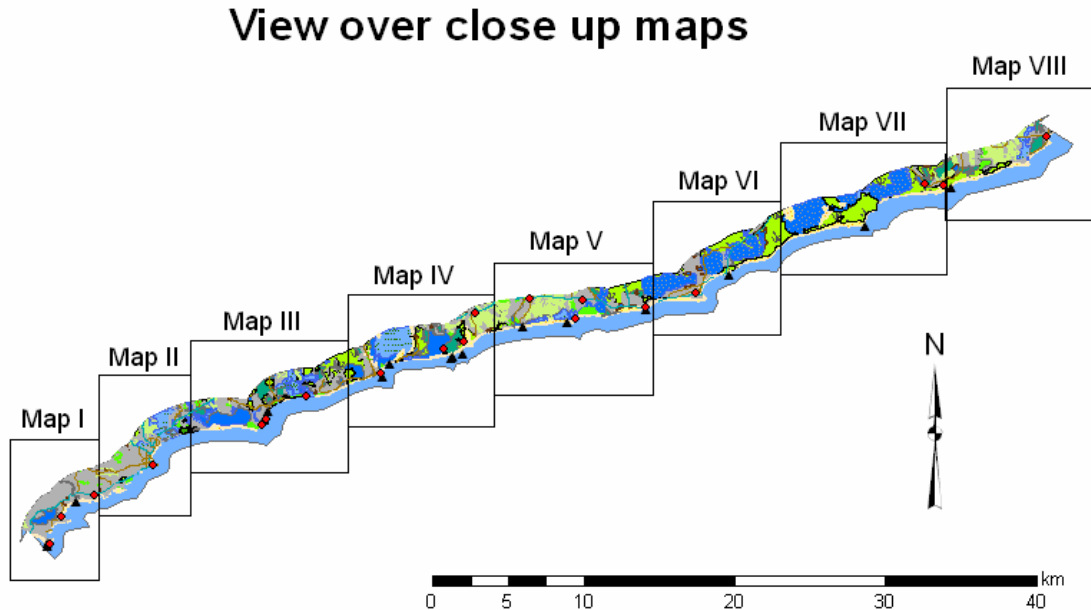 View over close up maps
Map VIII
Map VII
Map VI
Map V
Map IV
Map III
Map II
Map I
N
km
0 5 10 20 30 40